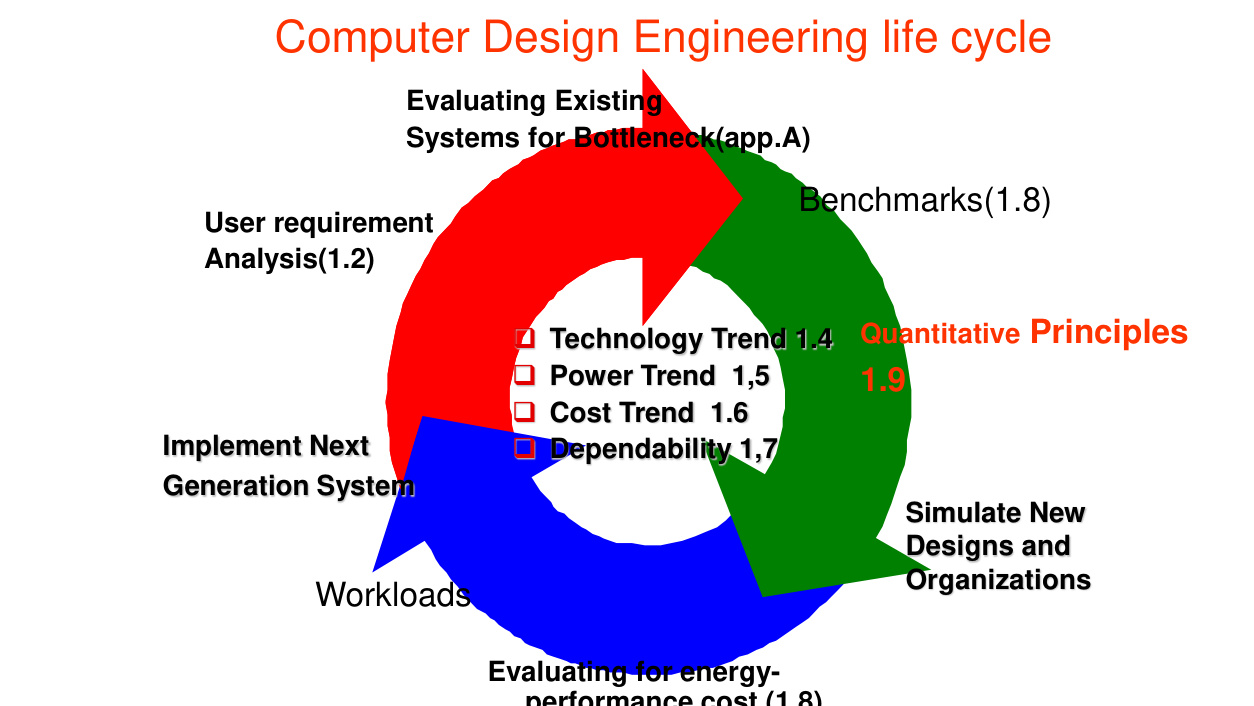 Computer Design Engineering life cycle
Evaluating Existing
Systems for Bottleneck(app.A)
Benchmarks(1.8)
User requirement
Analysis(1.2)
Technology Trend 1.4
Power Trend 1,5
Cost Trend 1.6
Dependability 1,7
Quantitative Principles
1.9
Implement Next
Generation System
Simulate New
Designs and
Organizations
Workloads
Evaluating for energy-
performance cost (1.8)